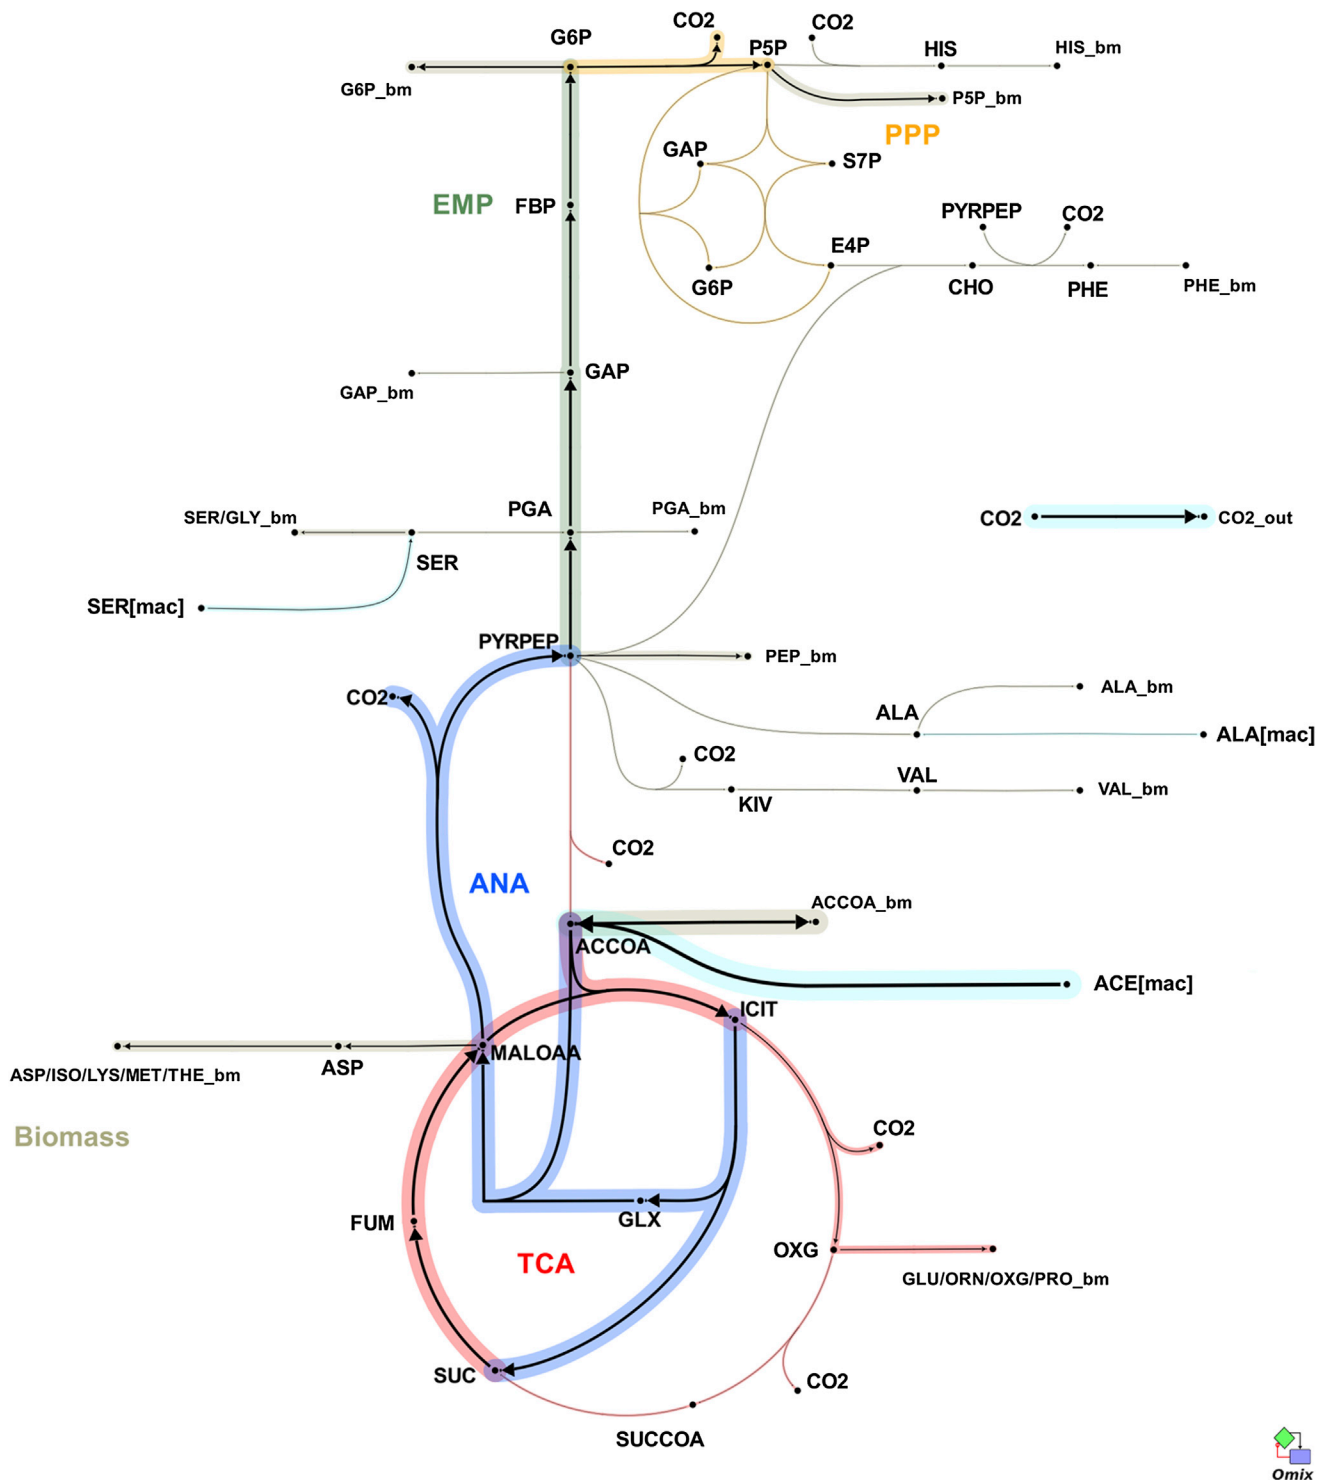 CO2
CO2
G6P
P5P
HIS
HIS_bm
G6P_bm
P5P_bm
PPP
GAP
S7P
EMP
FBP
PYRPEP
CO2
E4P
G6P
CHO
PHE
PHE_bm
GAP
GAP_bm
PGA
PGA_bm
SER/GLY_bm
CO2
CO2_out
SER
SER[mac]
PYRPEP
PEP_bm
CO2
ALA_bm
ALA
ALA[mac]
CO2
VAL
KIV
VAL_bm
CO2
ANA
ACCOA_bm
ACCOA
ACE[mac]
ICIT
MALOAA
ASP
ASP/ISO/LYS/MET/THE_bm
CO2
Biomass
GLX
FUM
OXG
TCA
GLU/ORN/OXG/PRO_bm
SUC
CO2
SUCCOA
Omix